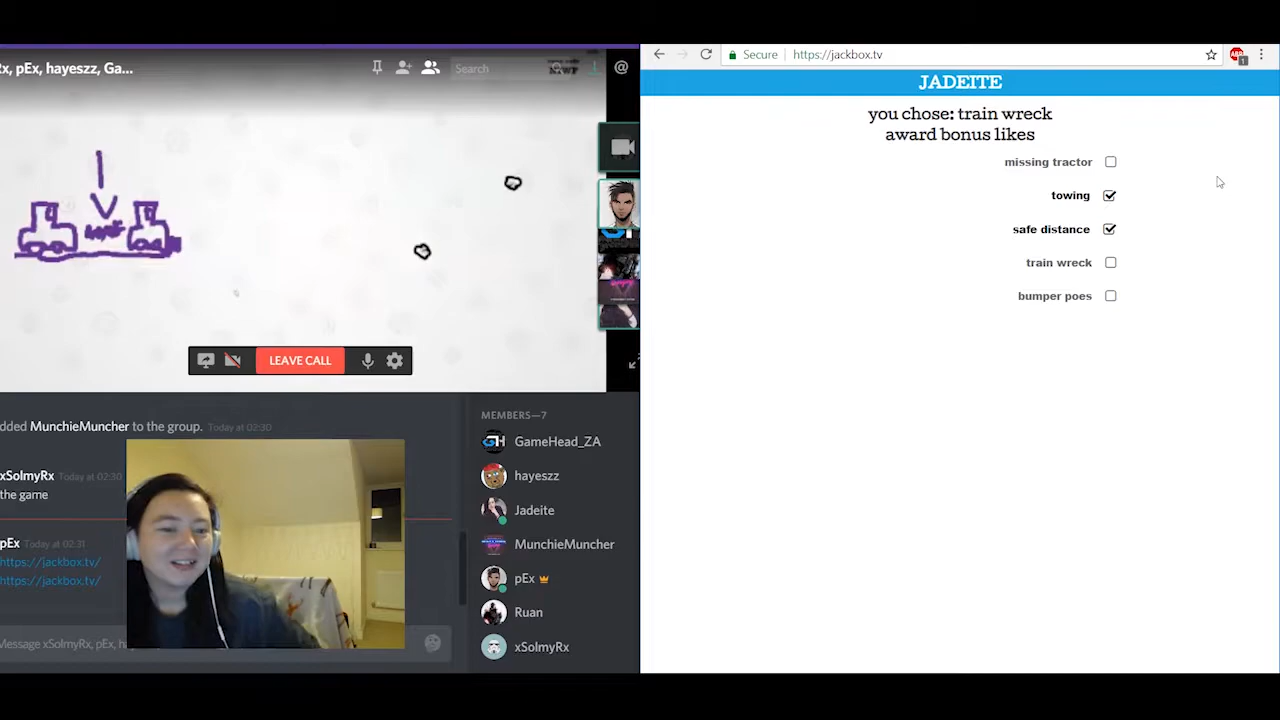 Rx, pEx, hayeszz, Ga...
Search
LEAVE CALL
dded MunchieMuncher to the group. Today at 02:30
xSolmyRx Today at 02:30
the game
pEx Today at 02:31
https://jackbox.tv/
https://jackbox.tv/
Message xSolmyRx, pEx, h
MEMBERS—7
GameHead_ZA
hayeszz
Jadeite
MunchieMuncher
pEx
Ruan
xSolmyRx
Secure
https://jackbox.tv
ABP
1
JADEITE
you chose: train wreck
award bonus likes
missing tractor
towing
safe distance
train wreck
bumper poes